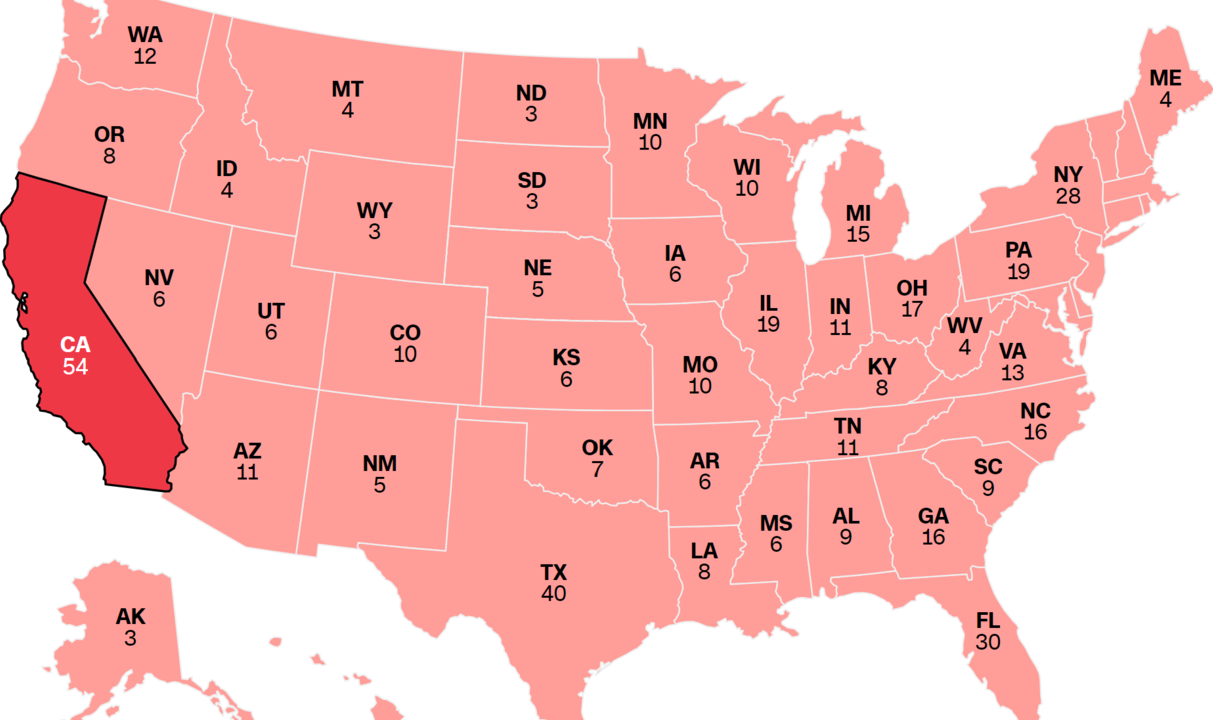 WA
12
MT
4
ND
3
MN
10
ME
4
OR
8
ID
4
SD
3
WI
10
NY
28
WY
3
MI
15
IA
6
PA
19
NV
6
NE
5
UT
6
IL
19
IN
11
OH
17
CA
54
CO
10
WV
4
VA
13
KS
6
MO
10
KY
8
NC
16
TN
11
AZ
11
NM
5
OK
7
AR
6
SC
9
MS
6
AL
9
GA
16
LA
8
TX
40
AK
3
FL
30